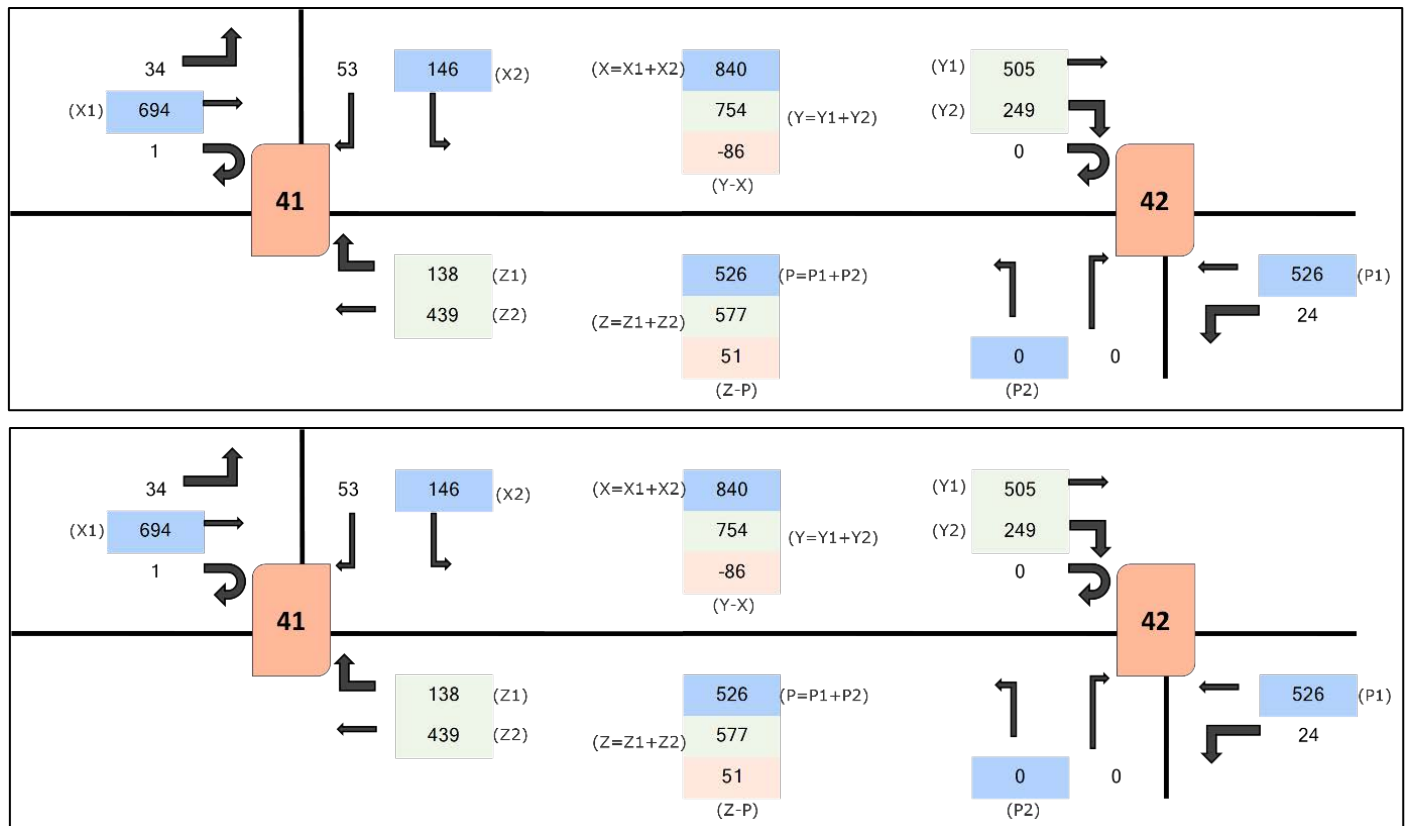 34 53 146 (X2) (X=X1+X2) 840 (Y1) 505
(X1) 694 754 (Y=Y1+Y2) (Y2) 249
1 -86 0
(Y-X)
41 42
138 (Z1) 526 (P=P1+P2) 526 (P1)
439 (Z2) (Z=Z1+Z2) 577 24
51 0 0
(Z-P) (P2)
34 53 146 (X2) (X=X1+X2) 840 (Y1) 505
(X1) 694 754 (Y=Y1+Y2) (Y2) 249
1 -86 0
(Y-X)
41 42
138 (Z1) 526 (P=P1+P2) 526 (P1)
439 (Z2) (Z=Z1+Z2) 577 24
51 0 0
(Z-P) (P2)